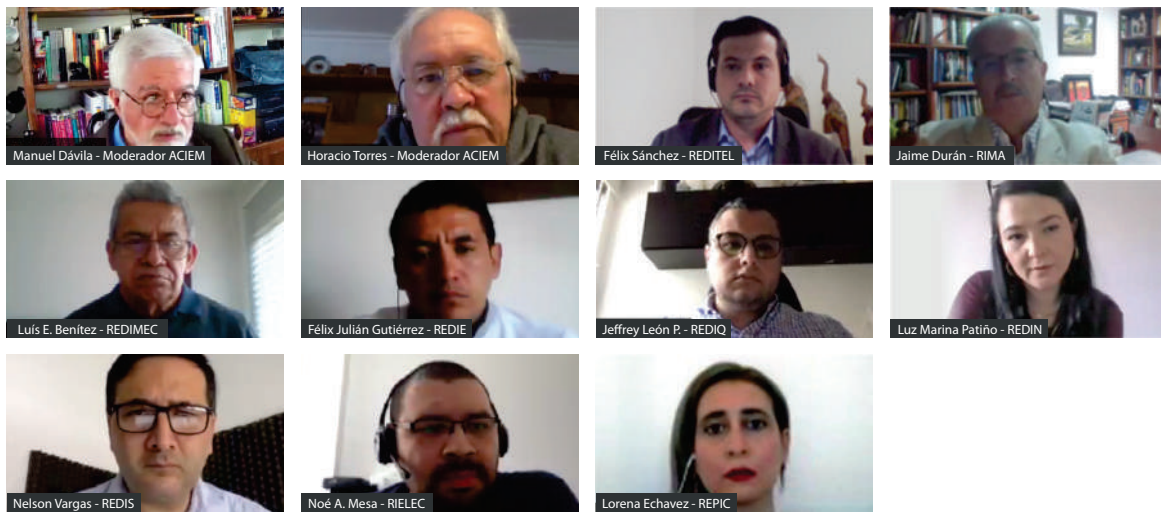 Manuel Dávila - Moderador ACIEM
Horacio Torres - Moderador ACIEM
Félix Sánchez - REDITEL
Jaime Durán - RIMA
Luís E. Benítez - REDIMEC
Félix Julián Gutiérrez - REDIE
Jeffrey León P. - REDIQ
Luz Marina Patiño - REDIN
Nelson Vargas - REDIS
Noé A. Mesa - RIELEC
Lorena Echavez - REPIC